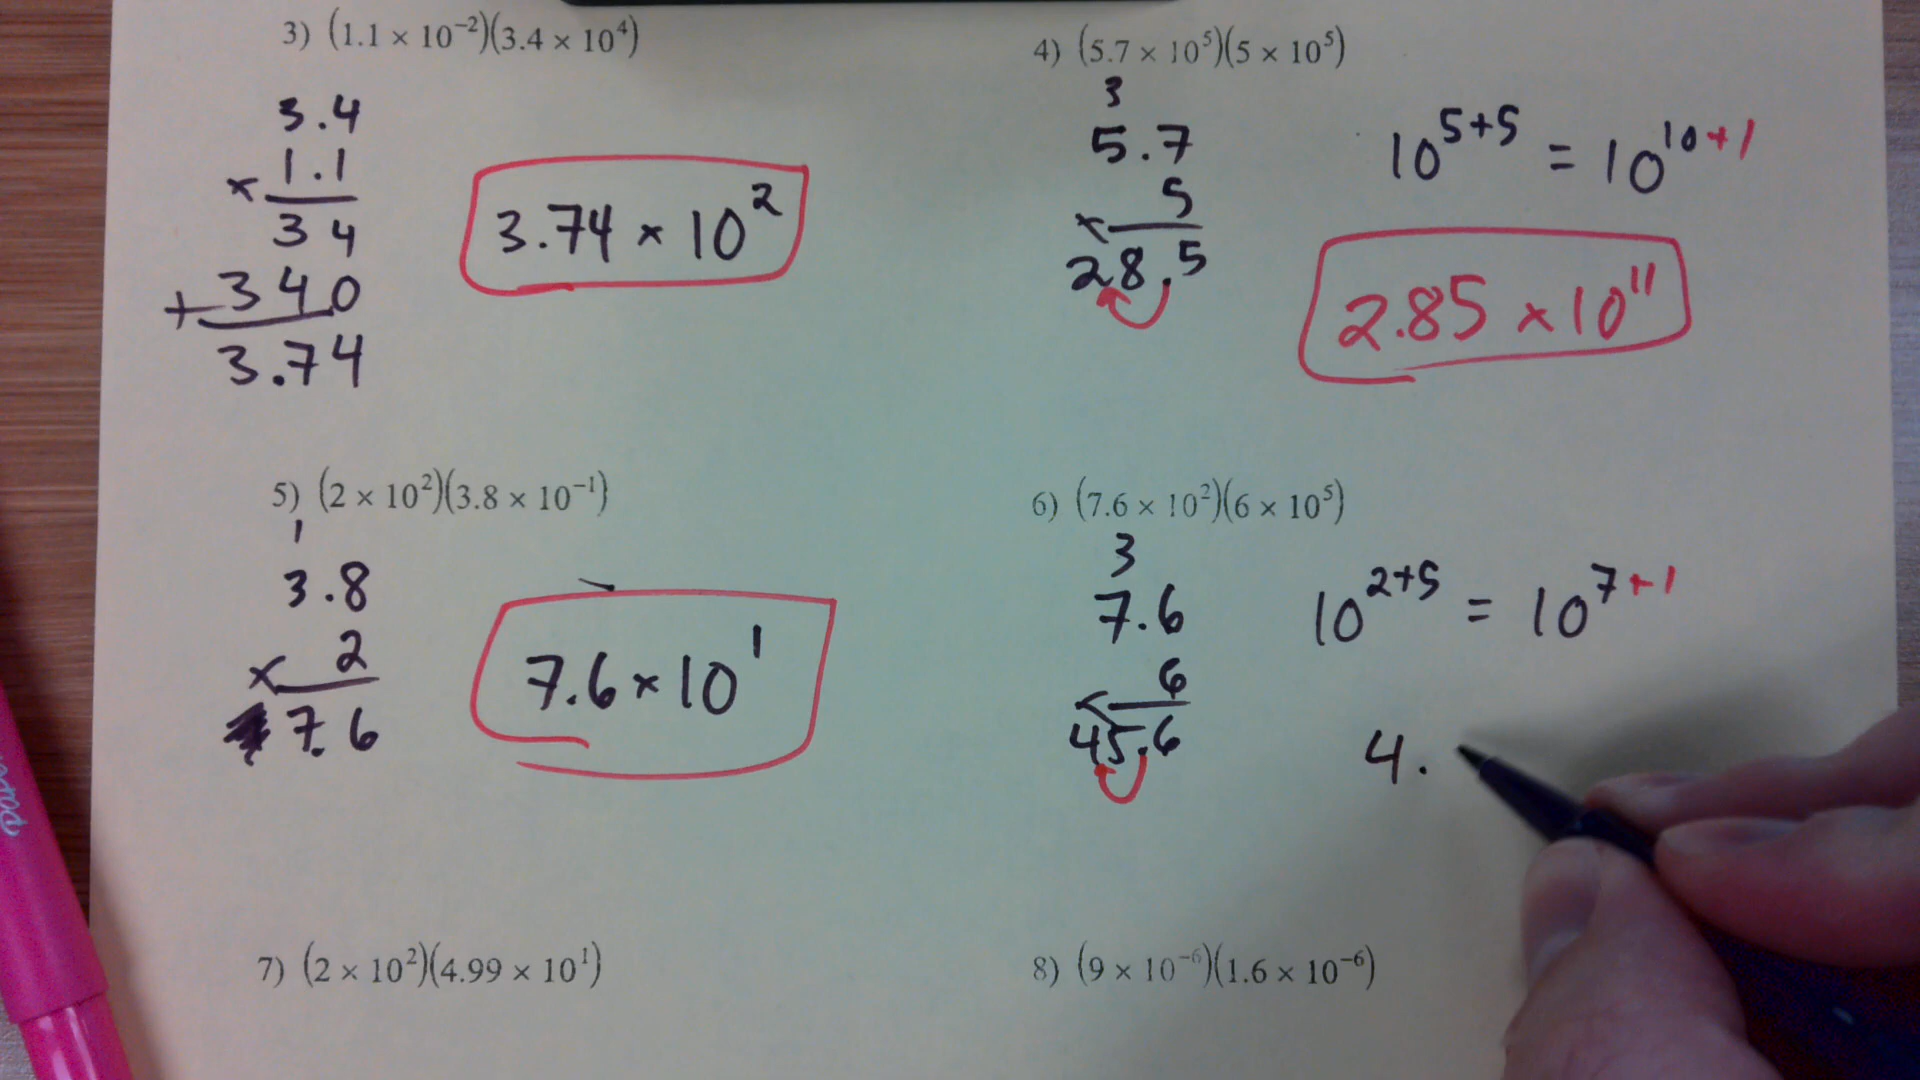 3) (1.1 × 10⁻²)(3.4 × 10⁴)
3.4
× 1.1
34
+ 340
3.74
3.74 × 10²
4) (5.7 × 10⁵)(5 × 10⁵)
3
5.7
× 5
28.5
10⁵⁺⁵ = 10¹⁰⁺¹
2.85 × 10¹¹
5) (2 × 10²)(3.8 × 10⁻¹)
1
3.8
× 2
7.6
7.6 × 10¹
6) (7.6 × 10²)(6 × 10⁵)
3
7.6
× 6
45.6
10²⁺⁵ = 10⁷⁺¹
4.
7) (2 × 10²)(4.99 × 10¹)
8) (9 × 10⁻⁶)(1.6 × 10⁻⁶)